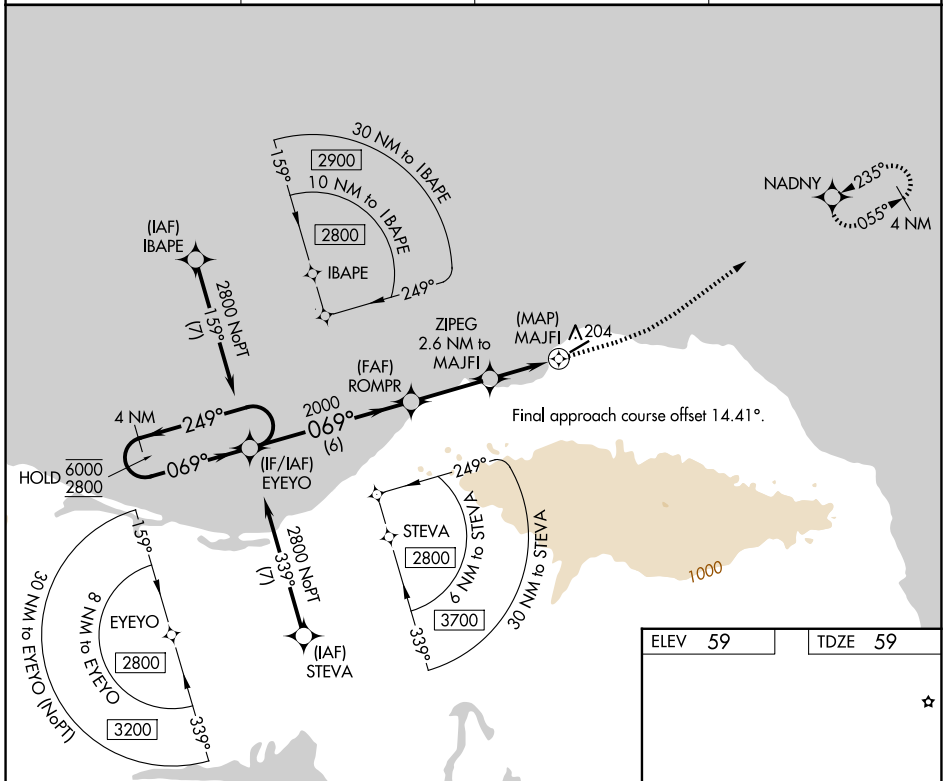 30 NM to IBAPE
159°
2900
10 NM to IBAPE
2800
IBAPE
249°
NADNY
235°
055°
4 NM
(IAF)
IBAPE
2800 NoPT
159°
(7)
ZIPEG
2.6 NM to
MAJFI
(MAP)
MAJFI
204
(FAF)
ROMPR
Final approach course offset 14.41°.
4 NM
249°
069°
2000
069°
(6)
HOLD
6000
2800
(IF/IAF)
EYEYO
2800 NoPT
339°
(7)
(IAF)
STEVA
249°
STEVA
2800
6 NM to STEVA
3700
30 NM to STEVA
339°
1000
159°
EYEYO
2800
8 NM to EYEYO
3200
30 NM to EYEYO (NoPT)
339°
ELEV 59
TDZE 59